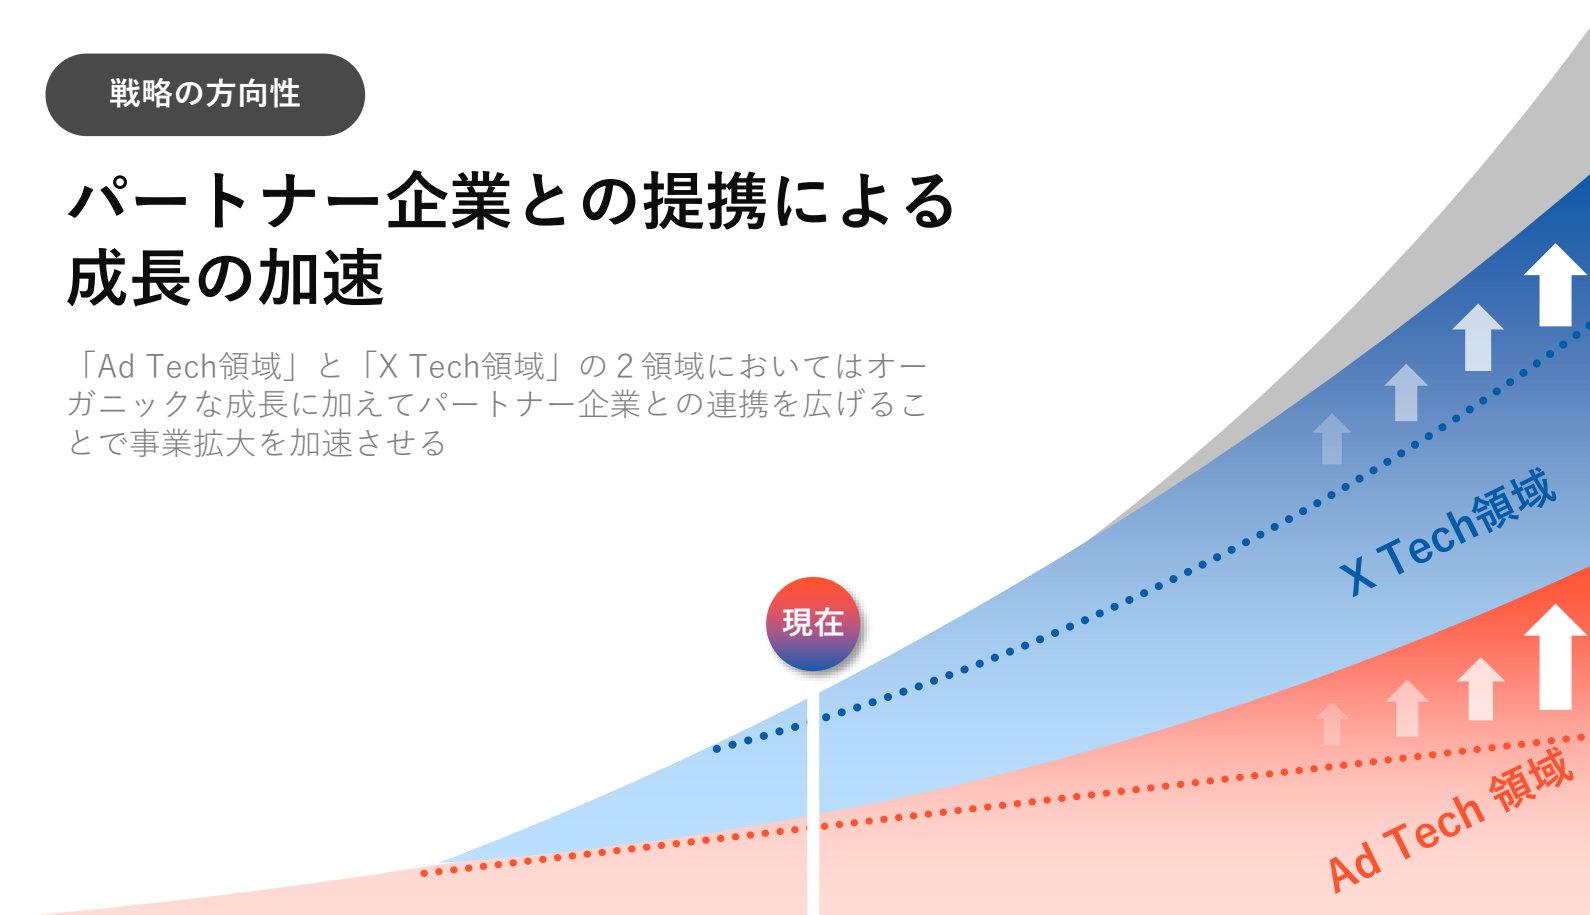 戦略の方向性
パートナー企業との提携による
成長の加速
「Ad Tech領域」と「X Tech領域」の２領域においてはオー
ガニックな成長に加えてパートナー企業との連携を広げるこ
とで事業拡大を加速させる
現在
X Tech領域
Ad Tech 領域